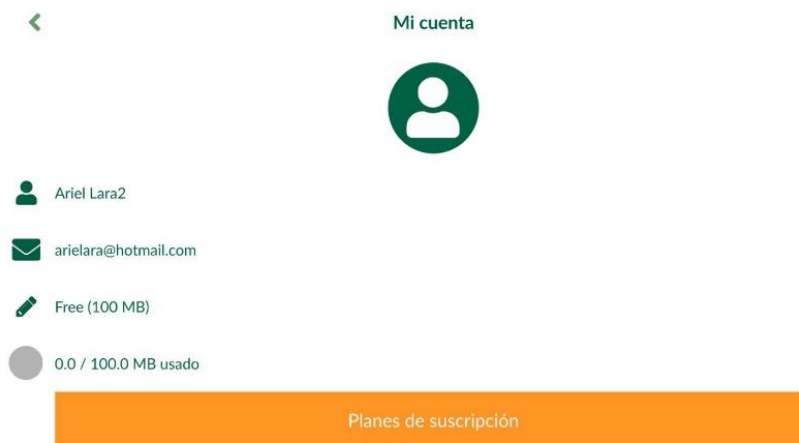 Mi cuenta
Ariel Lara2
arielara@hotmail.com
Free (100 MB)
0.0 / 100.0 MB usado
Planes de suscripción